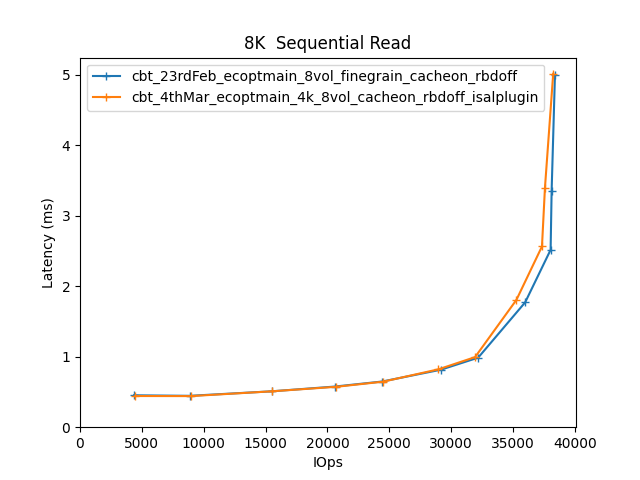 8K  Sequential Read
cbt_23rdFeb_ecoptmain_8vol_finegrain_cacheon_rbdoff
cbt_4thMar_ecoptmain_4k_8vol_cacheon_rbdoff_isalplugin
Latency (ms)
5
4
3
2
1
0
0 5000 10000 15000 20000 25000 30000 35000 40000
IOps